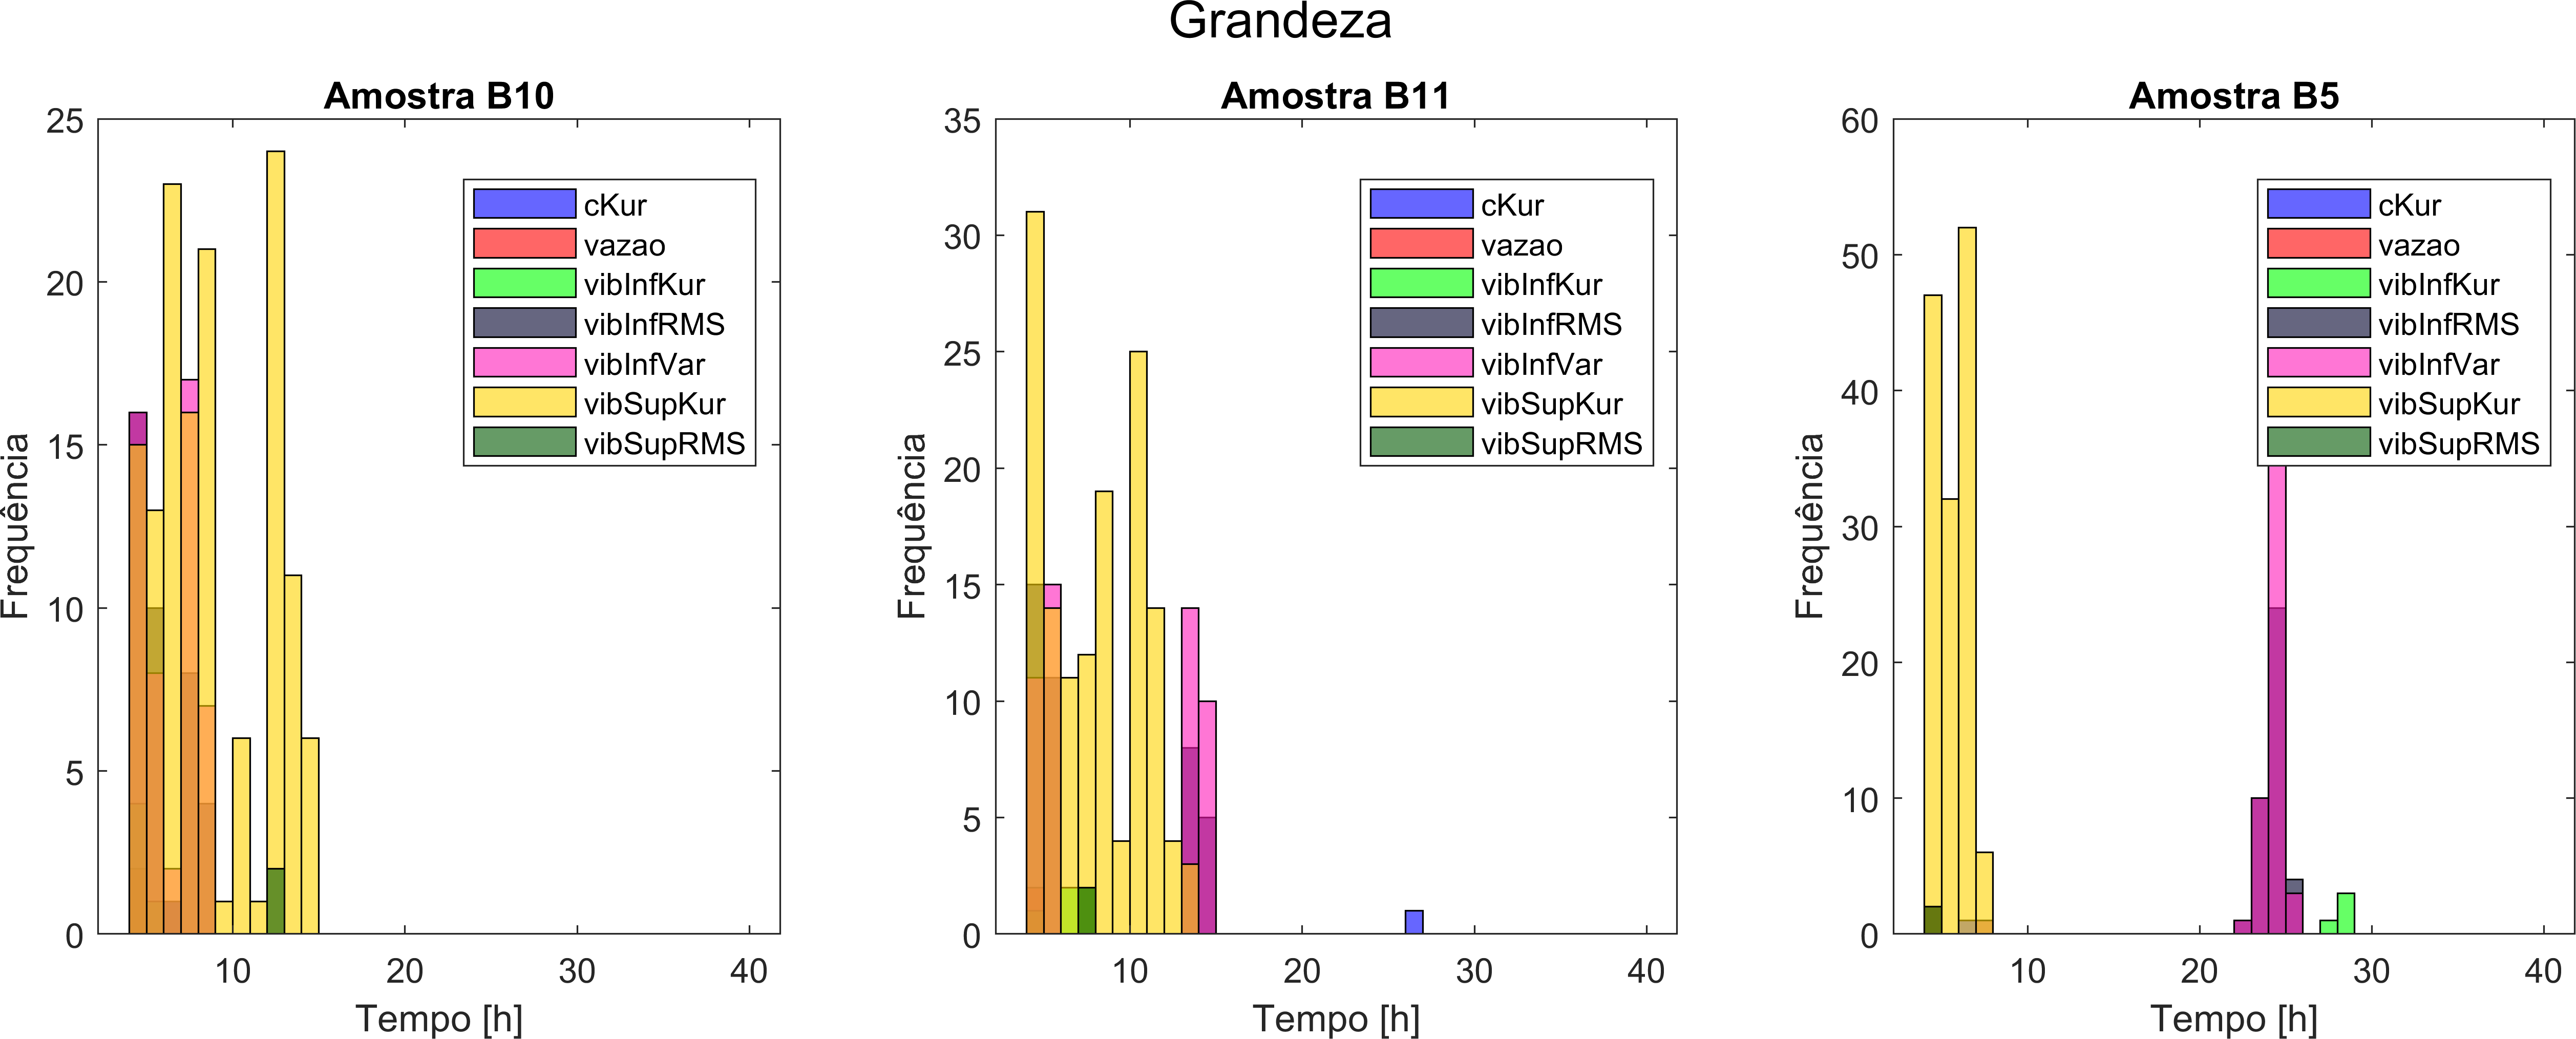 Grandeza
Amostra B10
25
20
15
10
5
0
10
20
30
40
Frequência
Tempo [h]
cKur
vazao
vibInfKur
vibInfRMS
vibInfVar
vibSupKur
vibSupRMS
Amostra B11
35
30
25
20
15
10
5
0
10
20
30
40
Frequência
Tempo [h]
cKur
vazao
vibInfKur
vibInfRMS
vibInfVar
vibSupKur
vibSupRMS
Amostra B5
60
50
40
30
20
10
0
10
20
30
40
Frequência
Tempo [h]
cKur
vazao
vibInfKur
vibInfRMS
vibInfVar
vibSupKur
vibSupRMS